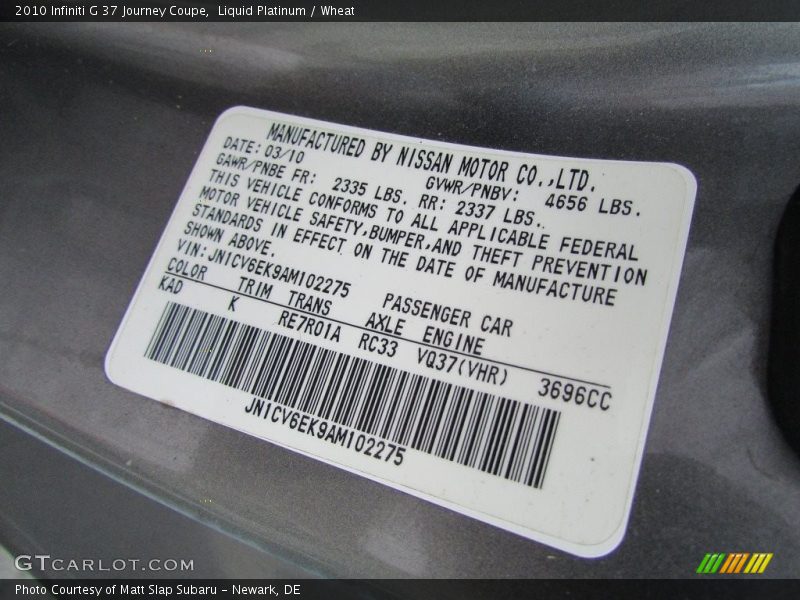 2010 Infiniti G 37 Journey Coupe,  Liquid Platinum / Wheat
MANUFACTURED BY NISSAN MOTOR CO.,LTD.
DATE: 03/10 GVWR/PNBV: 4656 LBS.
GAWR/PNBE FR: 2335 LBS. RR: 2337 LBS.
THIS VEHICLE CONFORMS TO ALL APPLICABLE FEDERAL
MOTOR VEHICLE SAFETY,BUMPER,AND THEFT PREVENTION
STANDARDS IN EFFECT ON THE DATE OF MANUFACTURE
SHOWN ABOVE.
VIN:JN1CV6EK9AM102275 PASSENGER CAR
COLOR TRIM TRANS AXLE ENGINE
KAD K RE7R01A RC33 VQ37(VHR) 3696CC
JN1CV6EK9AM102275
GTCARLOT.COM
Photo Courtesy of Matt Slap Subaru - Newark, DE